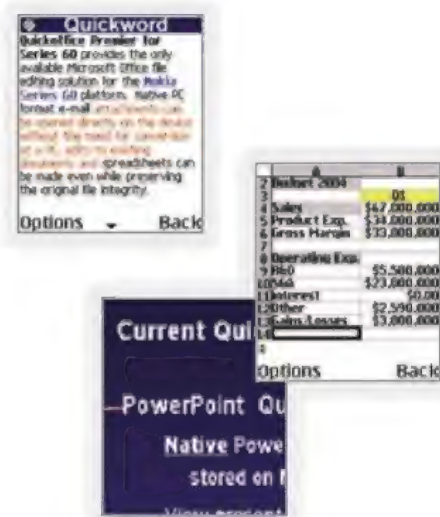 Quickword
Quickoffice Premier for
Series 60 provides the only
available Microsoft Office file
editing solution for the Nokia
Series 60 platform. Native PC
format e-mail attachments can
be opened directly on the device
without the need for conversion
or a PC. Edits to existing
documents and spreadsheets can
be made even while preserving
the original file integrity.
Options Back
A B
2 Budget 2004
3
4 Sales $67,000,000
5 Product Exp. $34,000,000
6 Gross Margin $33,000,000
7
8 Operating Exp.
9 R&D $5,500,000
10 $23,000,000
11 Interest $0.00
12 Other $2,590,000
13 Gains/Losses $3,000,000
14
Options Back
Current Qui
PowerPoint Qu
Native Powe
stored on
View present